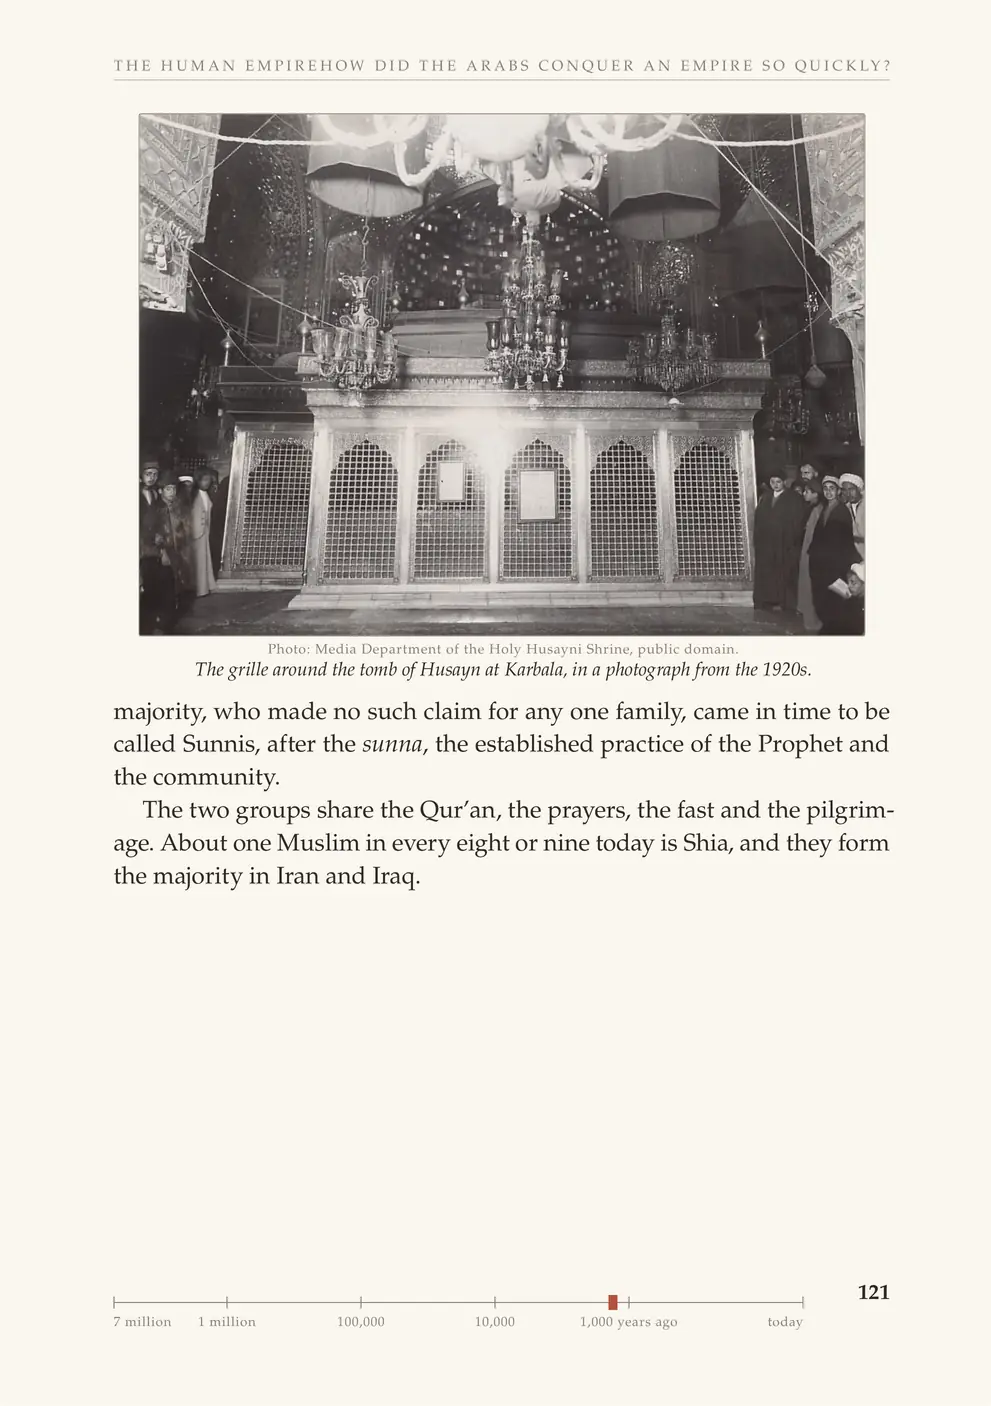 THE HUMAN EMPIREHOW DID THE ARABS CONQUER AN EMPIRE SO QUICKLY?
Photo: Media Department of the Holy Husayni Shrine, public domain.
The grille around the tomb of Husayn at Karbala, in a photograph from the 1920s.
majority, who made no such claim for any one family, came in time to be
called Sunnis, after the sunna, the established practice of the Prophet and
the community.
The two groups share the Qur’an, the prayers, the fast and the pilgrim-
age. About one Muslim in every eight or nine today is Shia, and they form
the majority in Iran and Iraq.
121
7 million 1 million 100,000 10,000 1,000 years ago today